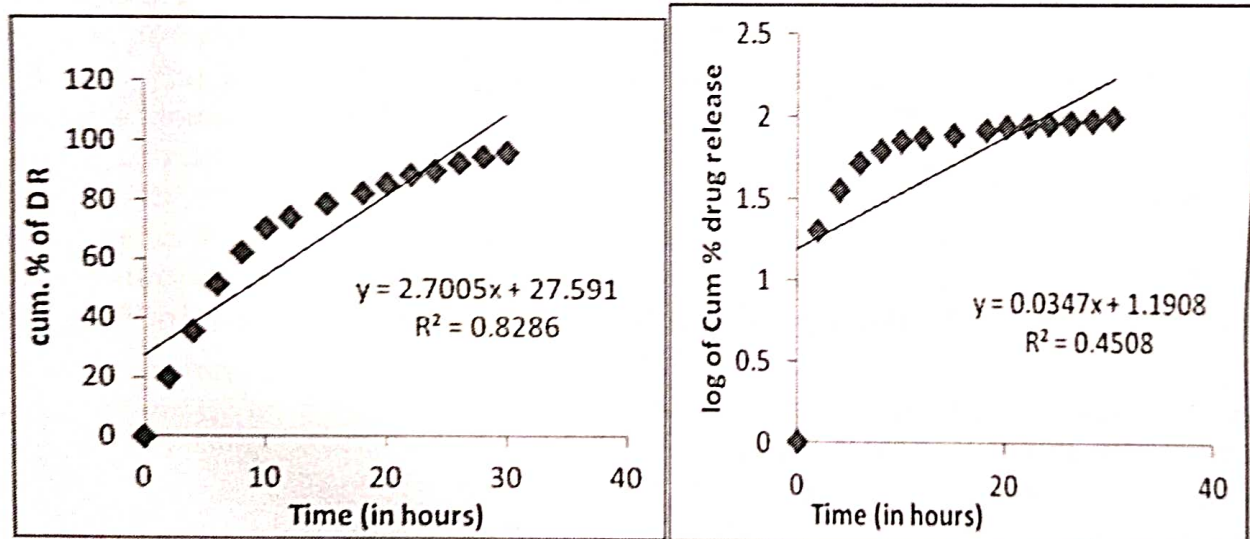 cum. % of D R
120
100
80
60
40
20
0
0 10 20 30 40
Time (in hours)
y = 2.7005x + 27.591
R² = 0.8286
log of Cum % drug release
2.5
2
1.5
1
0.5
0
0 20 40
Time (in hours)
y = 0.0347x + 1.1908
R² = 0.4508